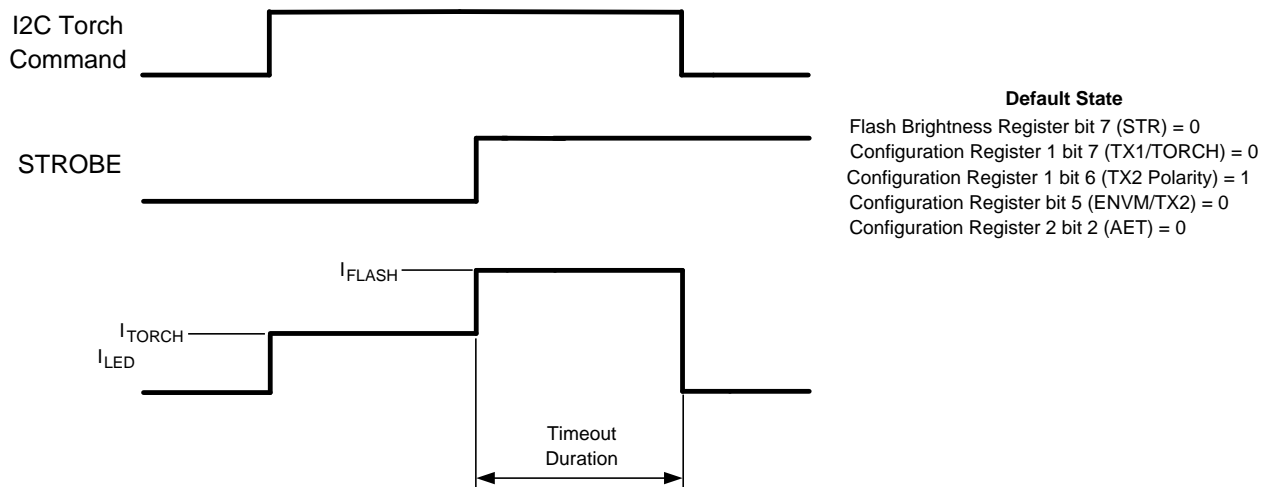 I2C Torch
Command
STROBE
Default State
Flash Brightness Register bit 7 (STR) = 0
Configuration Register 1 bit 7 (TX1/TORCH) = 0
Configuration Register 1 bit 6 (TX2 Polarity) = 1
Configuration Register bit 5 (ENVM/TX2) = 0
Configuration Register 2 bit 2 (AET) = 0
IFLASH
ITORCH
ILED
Timeout
Duration